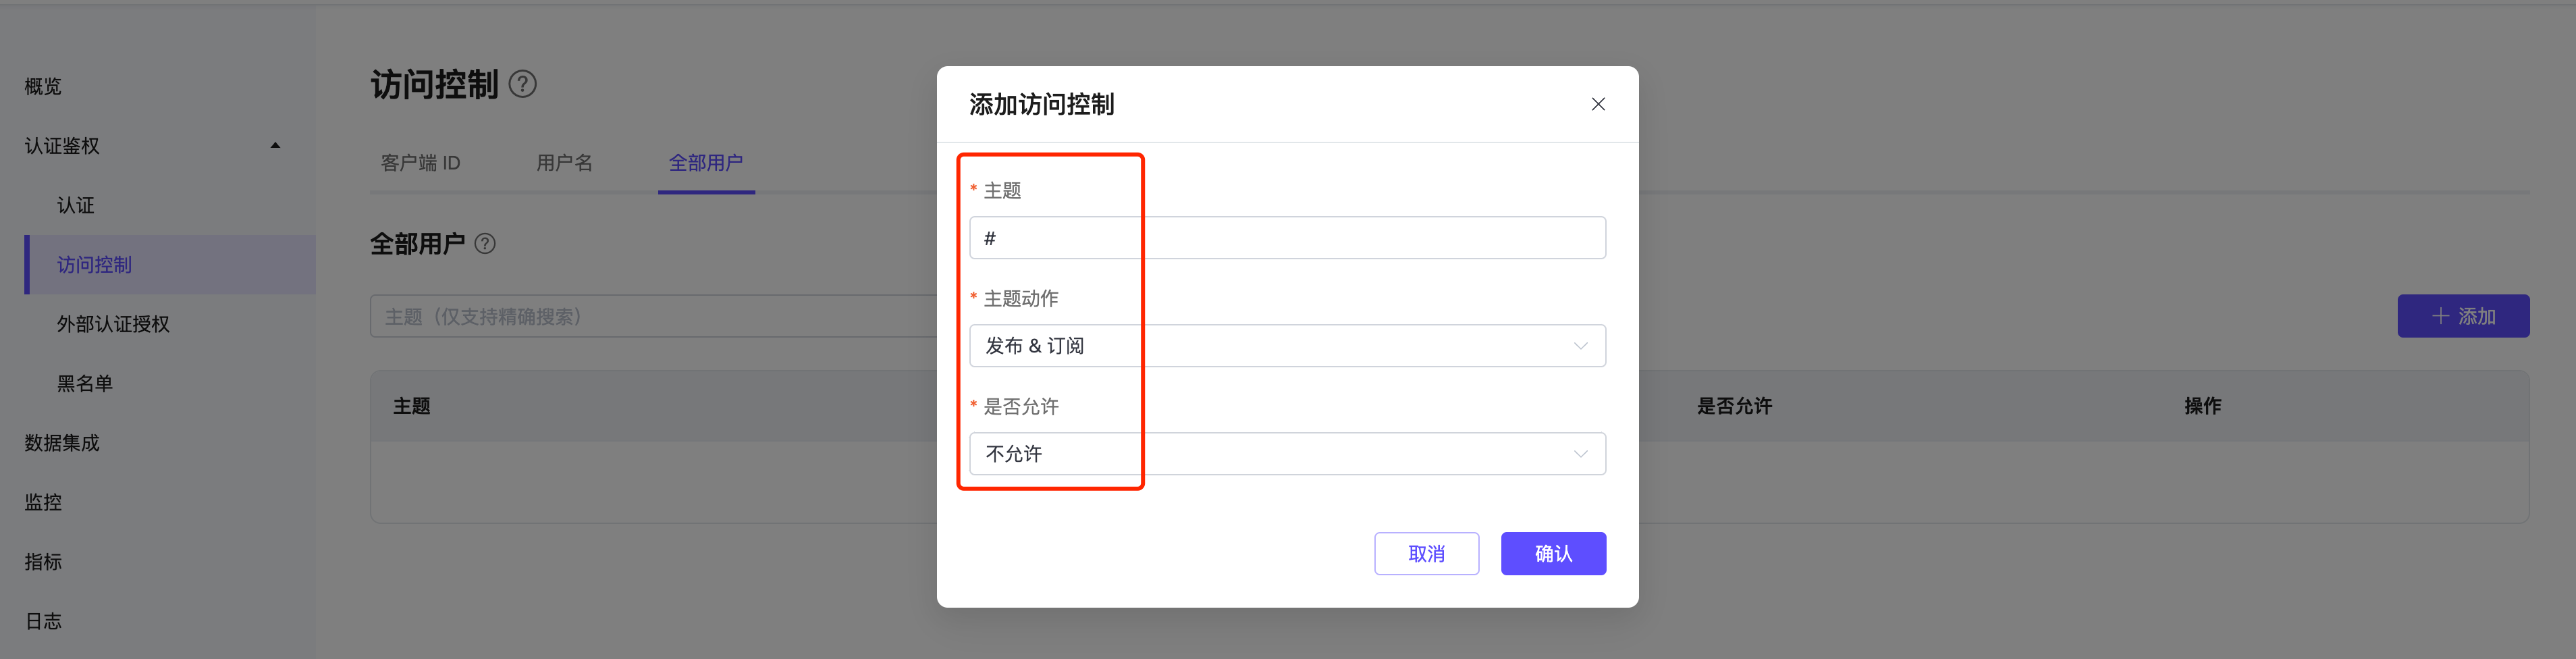 概览
认证鉴权
认证
访问控制
外部认证授权
黑名单
数据集成
监控
指标
日志
访问控制 ?
客户端 ID 用户名 全部用户
全部用户 ?
主题（仅支持精确搜索）
+ 添加
主题 是否允许 操作
添加访问控制
* 主题
#
* 主题动作
发布 & 订阅
* 是否允许
不允许
取消 确认